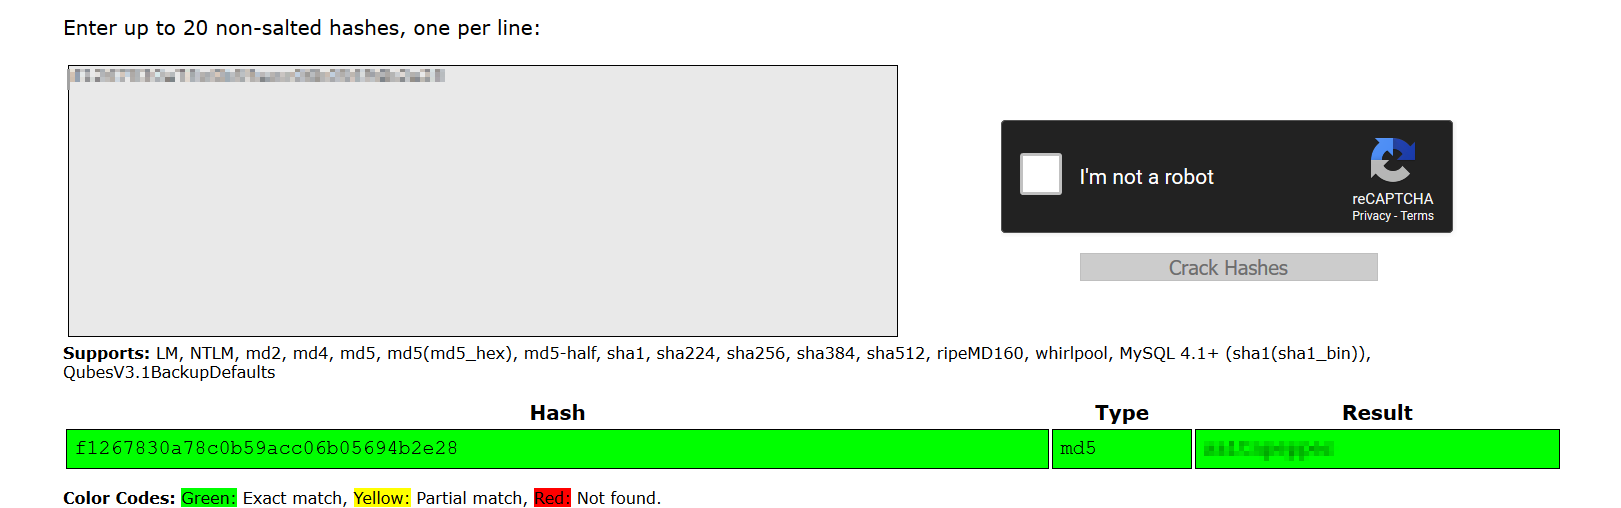 Enter up to 20 non-salted hashes, one per line:
I'm not a robot
reCAPTCHA
Privacy - Terms
Crack Hashes
Supports: LM, NTLM, md2, md4, md5, md5(md5_hex), md5-half, sha1, sha224, sha256, sha384, sha512, ripeMD160, whirlpool, MySQL 4.1+ (sha1(sha1_bin)),
QubesV3.1BackupDefaults
Hash Type Result
f1267830a78c0b59acc06b05694b2e28 md5
Color Codes: Green: Exact match, Yellow: Partial match, Red: Not found.